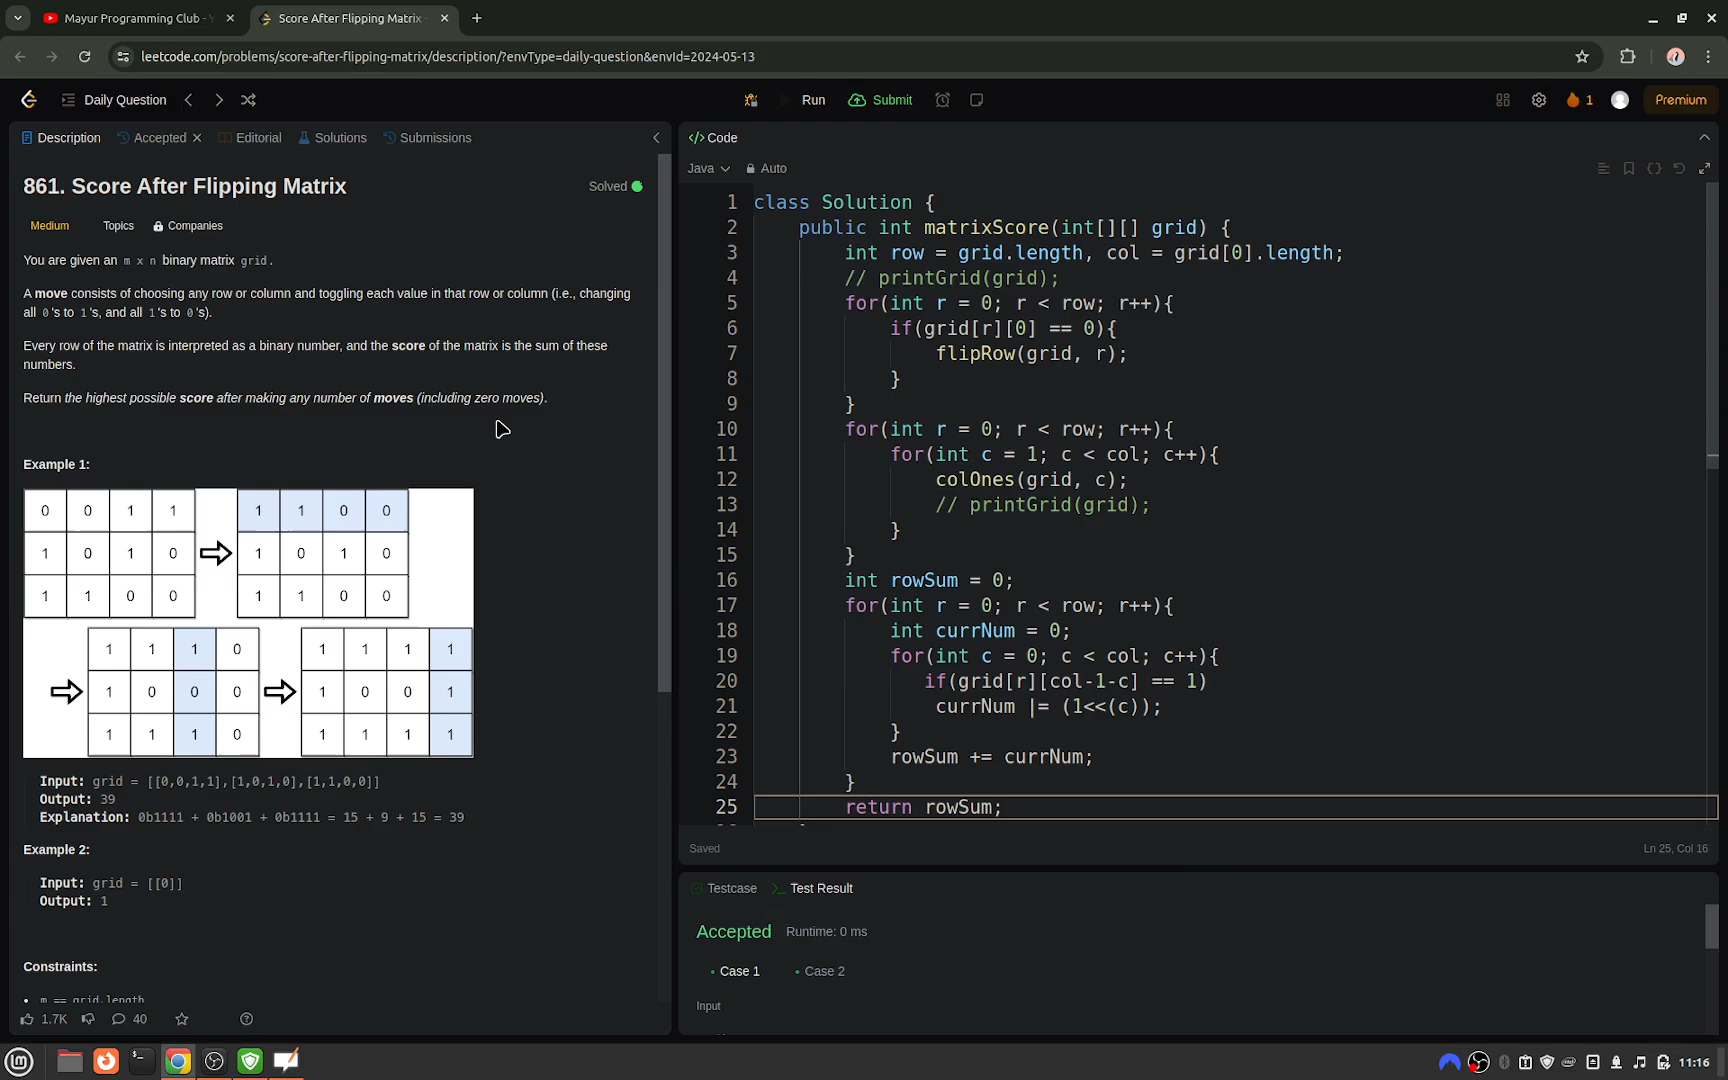 Mayur Programming Club -
Score After Flipping Matrix -
leetcode.com/problems/score-after-flipping-matrix/description/?envType=daily-question&envId=2024-05-13
Daily Question
Run
Submit
1
Premium
Description
Accepted
Editorial
Solutions
Submissions
861. Score After Flipping Matrix
Solved
Medium
Topics
Companies
You are given an m x n binary matrix grid.
A move consists of choosing any row or column and toggling each value in that row or column (i.e., changing
all 0's to 1's, and all 1's to 0's).
Every row of the matrix is interpreted as a binary number, and the score of the matrix is the sum of these
numbers.
Return the highest possible score after making any number of moves (including zero moves).
Example 1:
0 0 1 1 1 1 0 0
1 0 1 0 1 0 1 0
1 1 0 0 1 1 0 0
1 1 1 0 1 1 1 1
1 0 0 0 1 0 0 1
1 1 1 0 1 1 1 1
Input: grid = [[0,0,1,1],[1,0,1,0],[1,1,0,0]]
Output: 39
Explanation: 0b1111 + 0b1001 + 0b1111 = 15 + 9 + 15 = 39
Example 2:
Input: grid = [[0]]
Output: 1
Constraints:
m == grid.length
1.7K
40
Code
Java
Auto
1 class Solution {
2 public int matrixScore(int[][] grid) {
3 int row = grid.length, col = grid[0].length;
4 // printGrid(grid);
5 for(int r = 0; r < row; r++){
6 if(grid[r][0] == 0){
7 flipRow(grid, r);
8 }
9 }
10 for(int r = 0; r < row; r++){
11 for(int c = 1; c < col; c++){
12 colOnes(grid, c);
13 // printGrid(grid);
14 }
15 }
16 int rowSum = 0;
17 for(int r = 0; r < row; r++){
18 int currNum = 0;
19 for(int c = 0; c < col; c++){
20 if(grid[r][col-1-c] == 1)
21 currNum |= (1<<(c));
22 }
23 rowSum += currNum;
24 }
25 return rowSum;
Saved
Ln 25, Col 16
Testcase
Test Result
Accepted
Runtime: 0 ms
Case 1
Case 2
Input
11:16